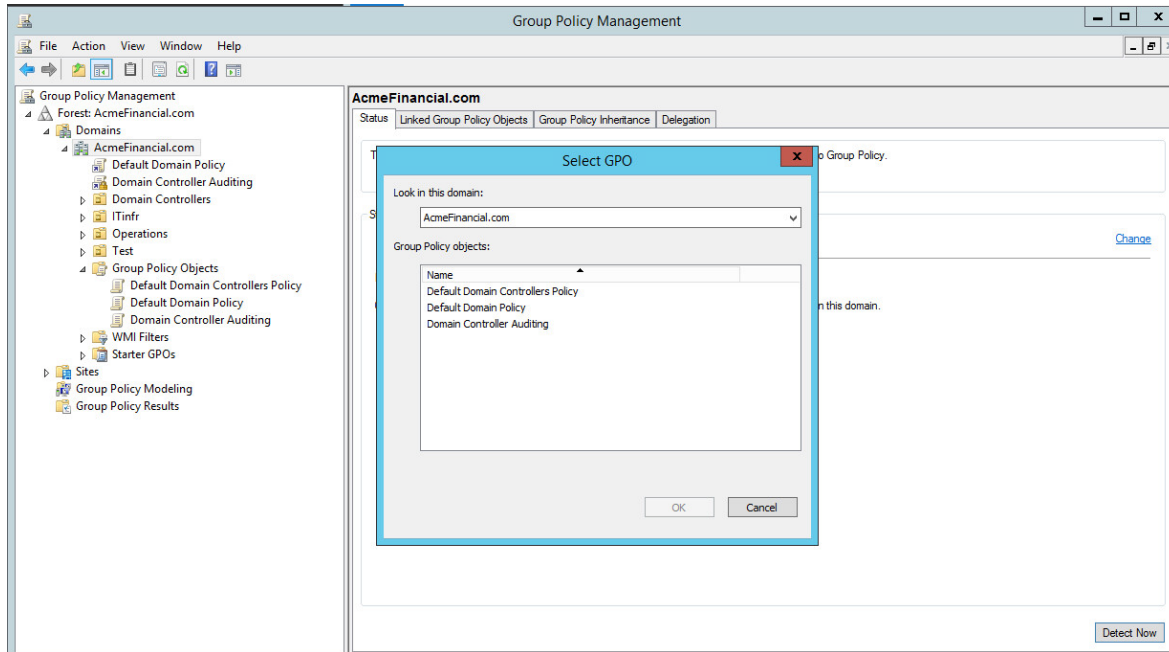 Group Policy Management
File Action View Window Help
Group Policy Management
Forest: AcmeFinancial.com
Domains
AcmeFinancial.com
Default Domain Policy
Domain Controller Auditing
Domain Controllers
ITinfr
Operations
Test
Group Policy Objects
Default Domain Controllers Policy
Default Domain Policy
Domain Controller Auditing
WMI Filters
Starter GPOs
Sites
Group Policy Modeling
Group Policy Results
AcmeFinancial.com
Status Linked Group Policy Objects Group Policy Inheritance Delegation
o Group Policy.
Change
n this domain.
Select GPO
Look in this domain:
AcmeFinancial.com
Group Policy objects:
Name
Default Domain Controllers Policy
Default Domain Policy
Domain Controller Auditing
OK Cancel
Detect Now